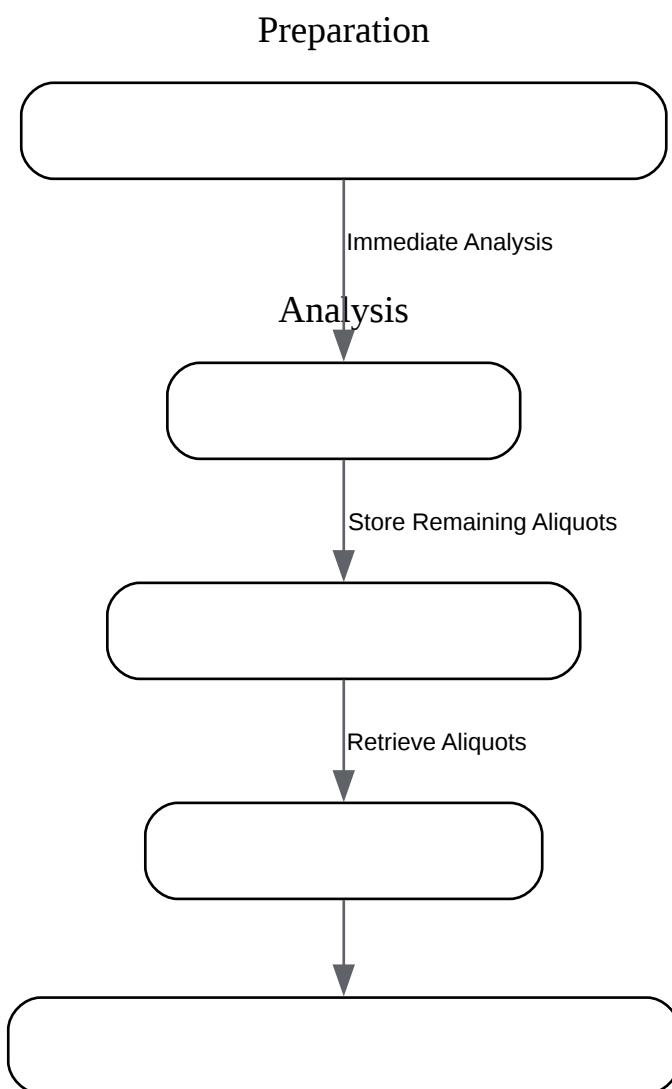 Preparation
Immediate Analysis
Analysis
Store Remaining Aliquots
Retrieve Aliquots